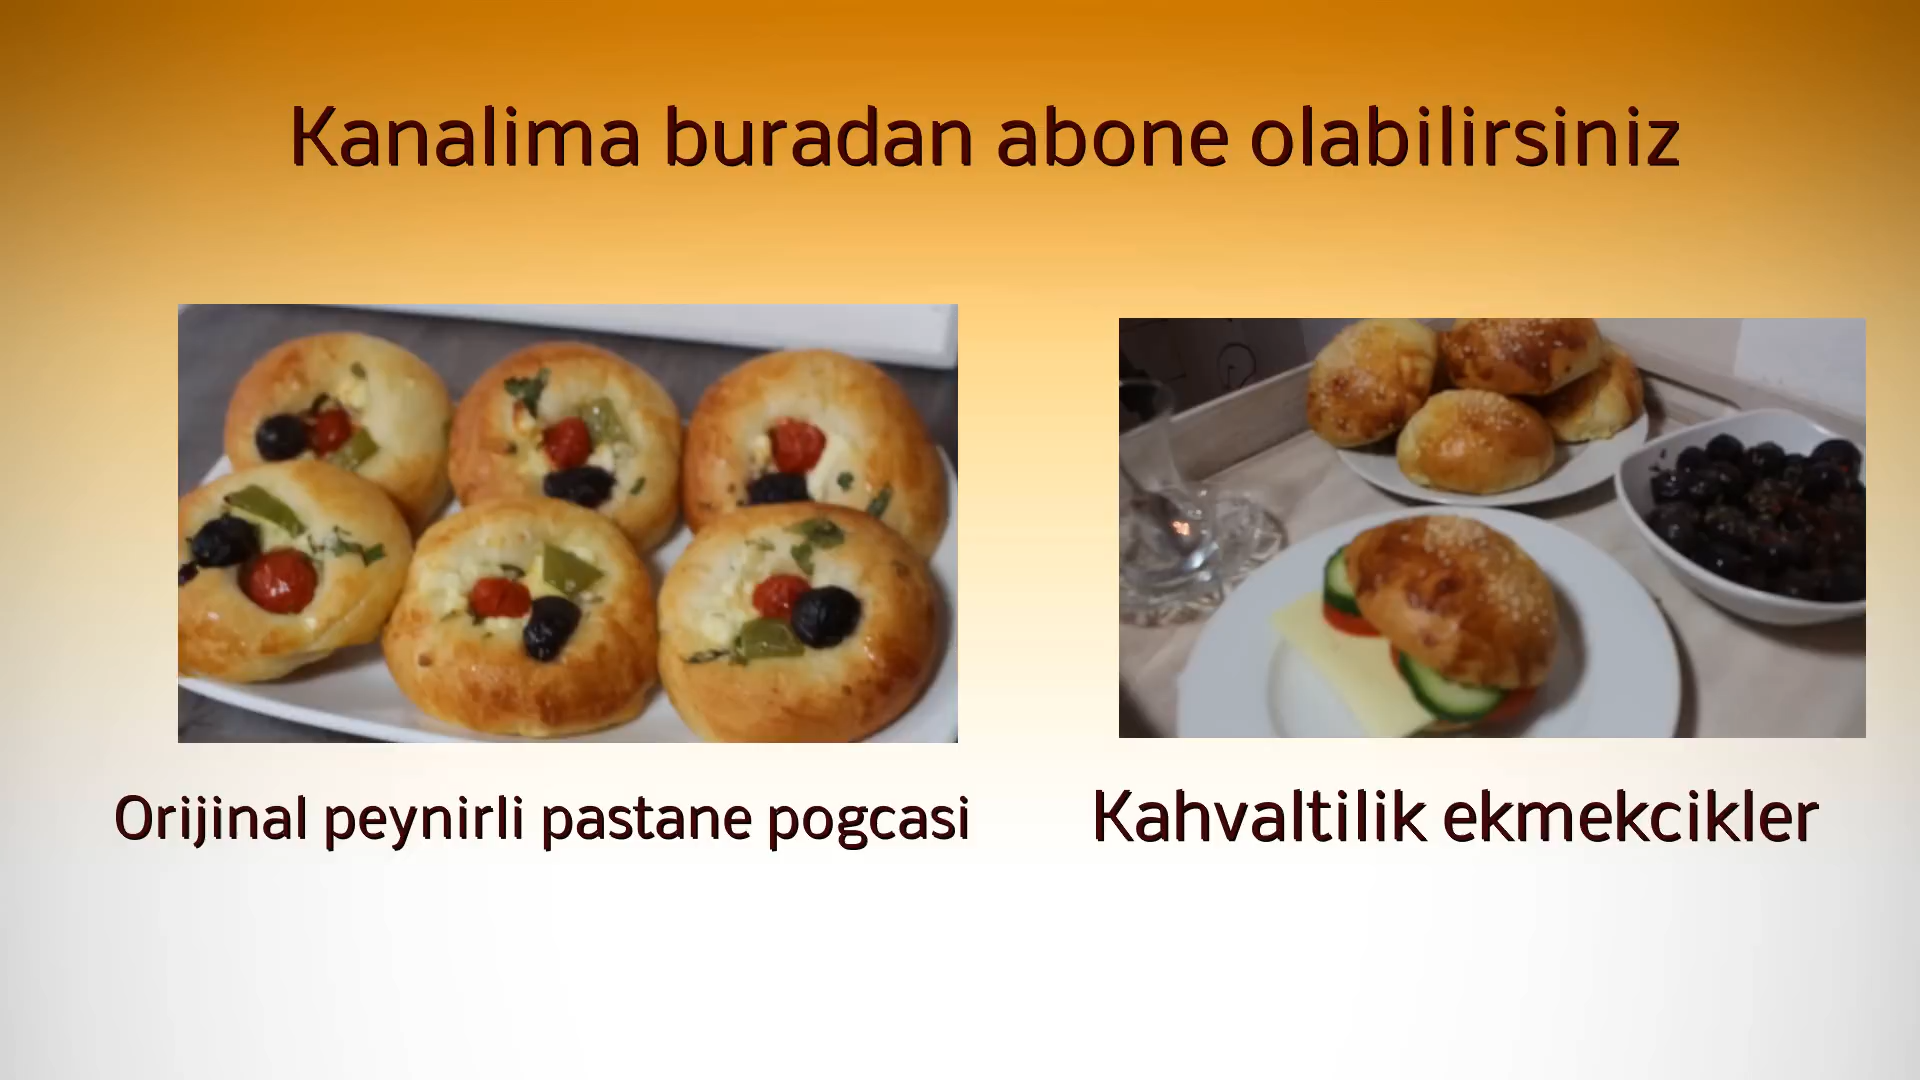 Kanalima buradan abone olabilirsiniz
Orijinal peynirli pastane pogcasi
Kahvaltilik ekmekcikler